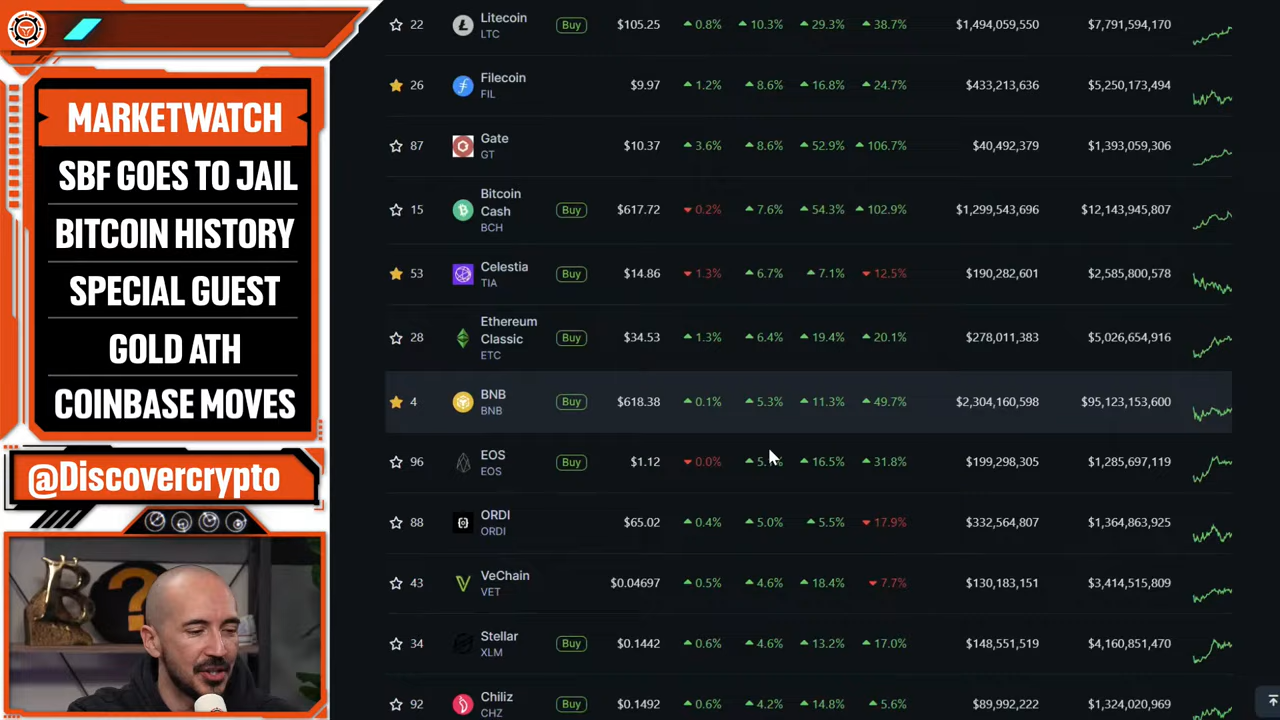 MARKETWATCH
SBF GOES TO JAIL
BITCOIN HISTORY
SPECIAL GUEST
GOLD ATH
COINBASE MOVES
@Discovercrypto
22 Litecoin LTC Buy $105.25 0.8% 10.3% 29.3% 38.7% $1,494,059,550 $7,791,594,170
26 Filecoin FIL $9.97 1.2% 8.6% 16.8% 24.7% $433,213,636 $5,250,173,494
87 Gate GT $10.37 3.6% 8.6% 52.9% 106.7% $40,492,379 $1,393,059,306
15 Bitcoin Cash BCH Buy $617.72 0.2% 7.6% 54.3% 102.9% $1,299,543,696 $12,143,945,807
53 Celestia TIA Buy $14.86 1.3% 6.7% 7.1% 12.5% $190,282,601 $2,585,800,578
28 Ethereum Classic ETC Buy $34.53 1.3% 6.4% 19.4% 20.1% $278,011,383 $5,026,654,916
4 BNB BNB Buy $618.38 0.1% 5.3% 11.3% 49.7% $2,304,160,598 $95,123,153,600
96 EOS EOS Buy $1.12 0.0% 16.5% 31.8% $199,298,305 $1,285,697,119
88 ORDI ORDI $65.02 0.4% 5.0% 5.5% 17.9% $332,564,807 $1,364,863,925
43 VeChain VET Buy $0.04697 0.5% 4.6% 18.4% 7.7% $130,183,151 $3,414,515,809
34 Stellar XLM Buy $0.1442 0.6% 4.6% 13.2% 17.0% $148,551,519 $4,160,851,470
92 Chiliz CHZ Buy $0.1492 0.6% 4.2% 14.8% 5.6% $89,992,222 $1,324,020,969